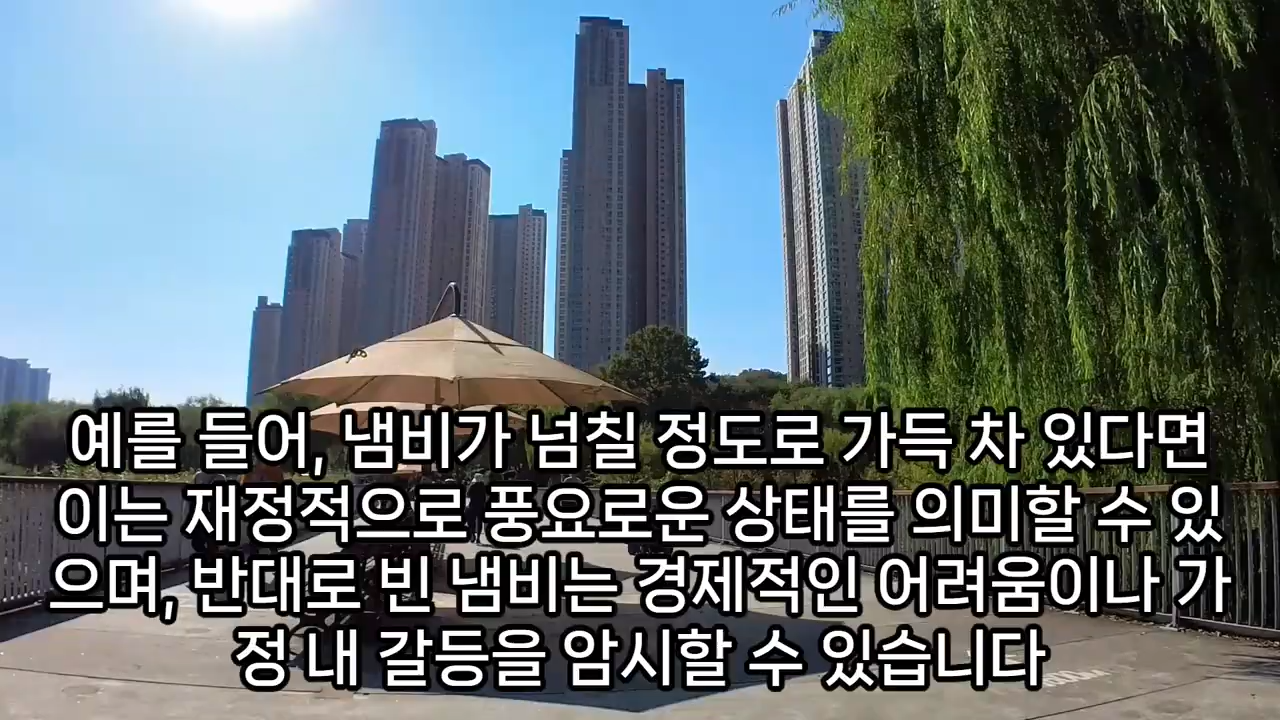 예를 들어, 냄비가 넘칠 정도로 가득 차 있다면
이는 재정적으로 풍요로운 상태를 의미할 수 있
으며, 반대로 빈 냄비는 경제적인 어려움이나 가
정 내 갈등을 암시할 수 있습니다